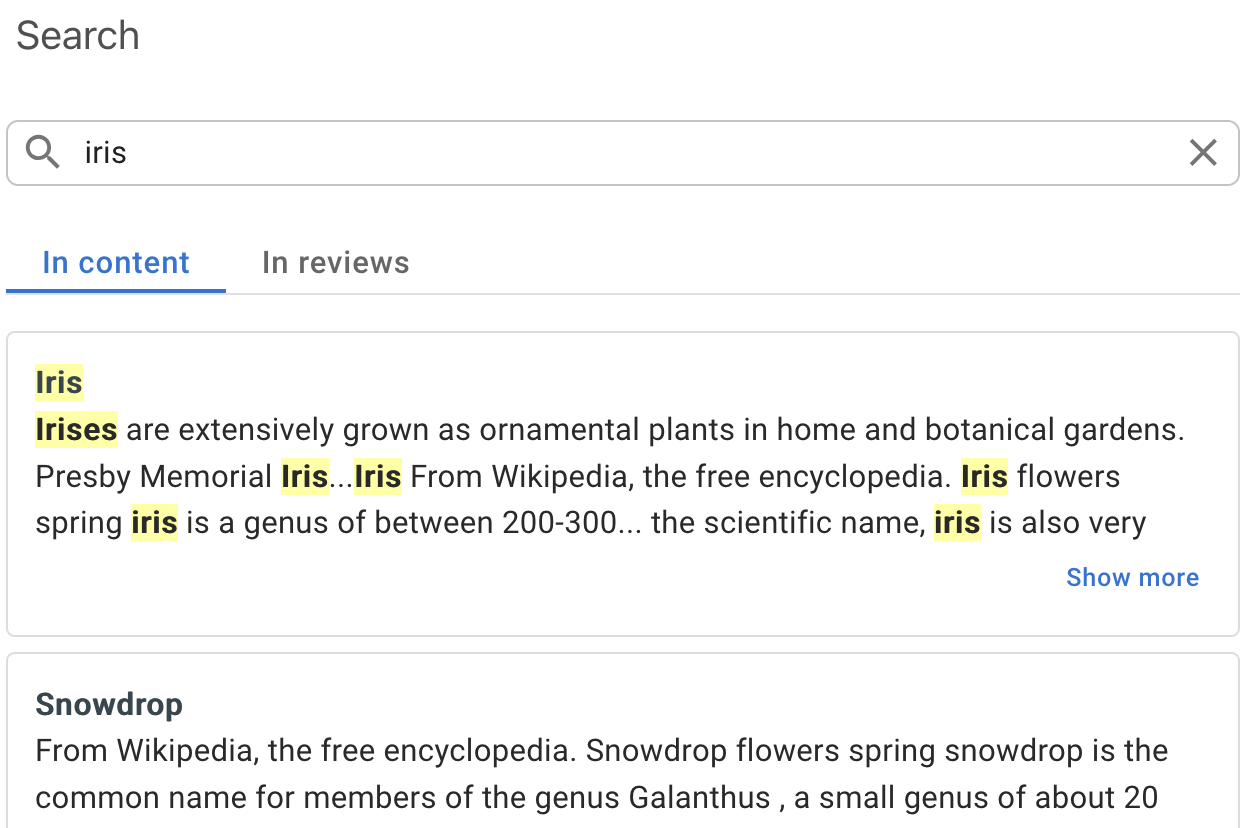 Search
iris
In content In reviews
Iris
Irises are extensively grown as ornamental plants in home and botanical gardens.
Presby Memorial Iris...Iris From Wikipedia, the free encyclopedia. Iris flowers
spring iris is a genus of between 200-300... the scientific name, iris is also very
Show more
Snowdrop
From Wikipedia, the free encyclopedia. Snowdrop flowers spring snowdrop is the
common name for members of the genus Galanthus , a small genus of about 20